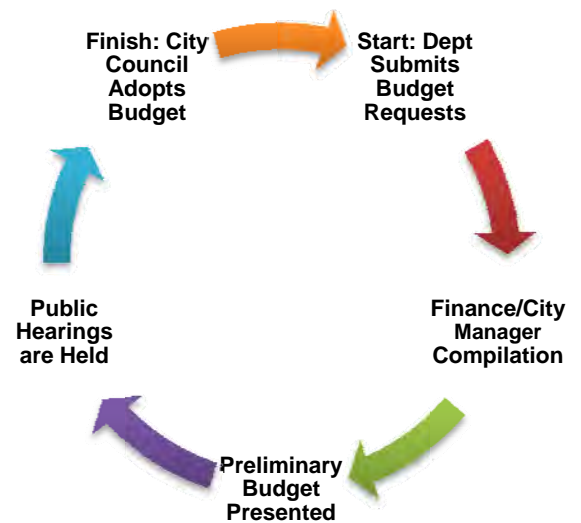 Finish: City
Council
Adopts
Budget
Start: Dept
Submits
Budget
Requests
Finance/City
Manager
Compilation
Preliminary
Budget
Presented
Public
Hearings
are Held